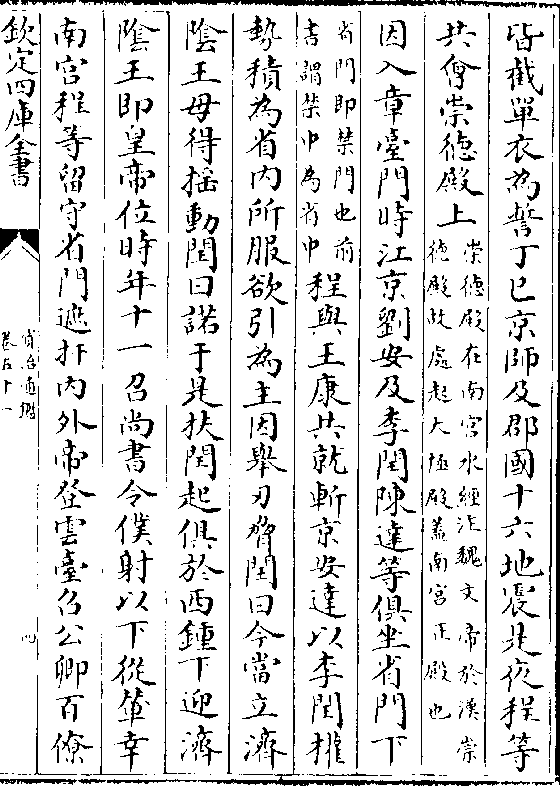 皆截單衣為誓丁巳京師及郡國十六地震是夜程等
共會崇德殿上崇德殿在南宮水經注魏文帝於漢崇
德殿故處起太極殿蓋南宮正殿也
因入章臺門時江京劉安及李閏陳達等俱坐省門下
省門即禁門也前
書謂禁中為省中程與王康共就斬京安達以李閏權
勢積為省內所服欲引為主因舉刃脅閏曰今當立濟
陰王毋得揺動閏曰諾于是扶閏起俱於西鍾下迎濟
陰王即皇帝位時年十一召尚書令僕射以下從輦幸
南宮程等留守省門遮扞內外帝登雲臺召公卿百僚
欽定四庫全書
資治通鑑
卷五十一
四